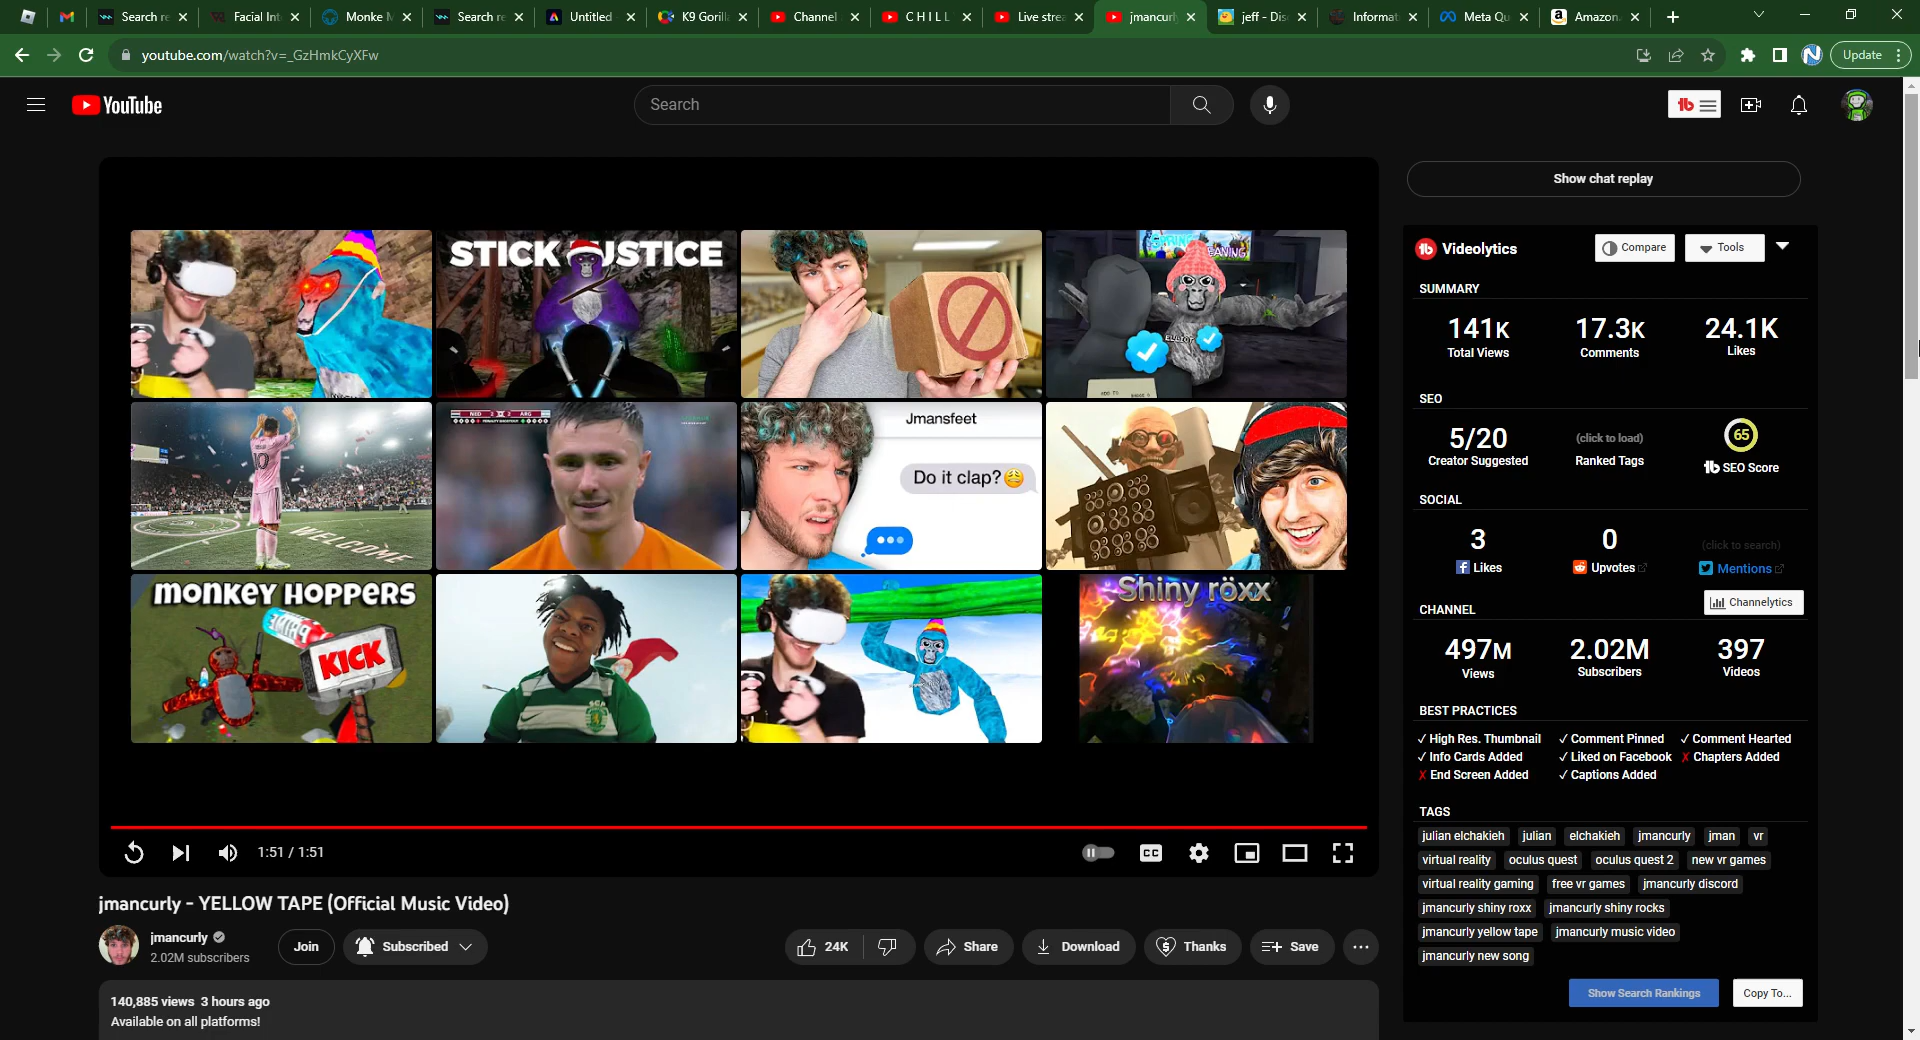 Search re
Facial Int
Monke M
Search re
Untitled
K9 Gorill
Channel
C H I L L
Live strea
jmancurl
jeff - Dis
Informat
Meta Qu
Amazon.
youtube.com/watch?v=_GzHmkCyXFw
Update
YouTube
Search
Show chat replay
STICK JUSTICE
Jmansfeet
Do it clap?😩
NED 2 2 ARG
WELCOME
10
MONKEY HOPPERS
PRIME
KICK
Shiny röxx
1:51 / 1:51
CC
jmancurly - YELLOW TAPE (Official Music Video)
jmancurly
2.02M subscribers
Join
Subscribed
24K
Share
Download
Thanks
Save
140,885 views 3 hours ago
Available on all platforms!
Videolytics
Compare
Tools
SUMMARY
141K
17.3K
24.1K
Total Views
Comments
Likes
SEO
5/20
(click to load)
65
Creator Suggested
Ranked Tags
SEO Score
SOCIAL
3
0
(click to search)
Likes
Upvotes
Mentions
CHANNEL
Channelytics
497M
2.02M
397
Views
Subscribers
Videos
BEST PRACTICES
✓ High Res. Thumbnail
✓ Comment Pinned
✓ Comment Hearted
✓ Info Cards Added
✓ Liked on Facebook
✗ Chapters Added
✗ End Screen Added
✓ Captions Added
TAGS
julian elchakieh
julian
elchakieh
jmancurly
jman
vr
virtual reality
oculus quest
oculus quest 2
new vr games
virtual reality gaming
free vr games
jmancurly discord
jmancurly shiny roxx
jmancurly shiny rocks
jmancurly yellow tape
jmancurly music video
jmancurly new song
Show Search Rankings
Copy To...